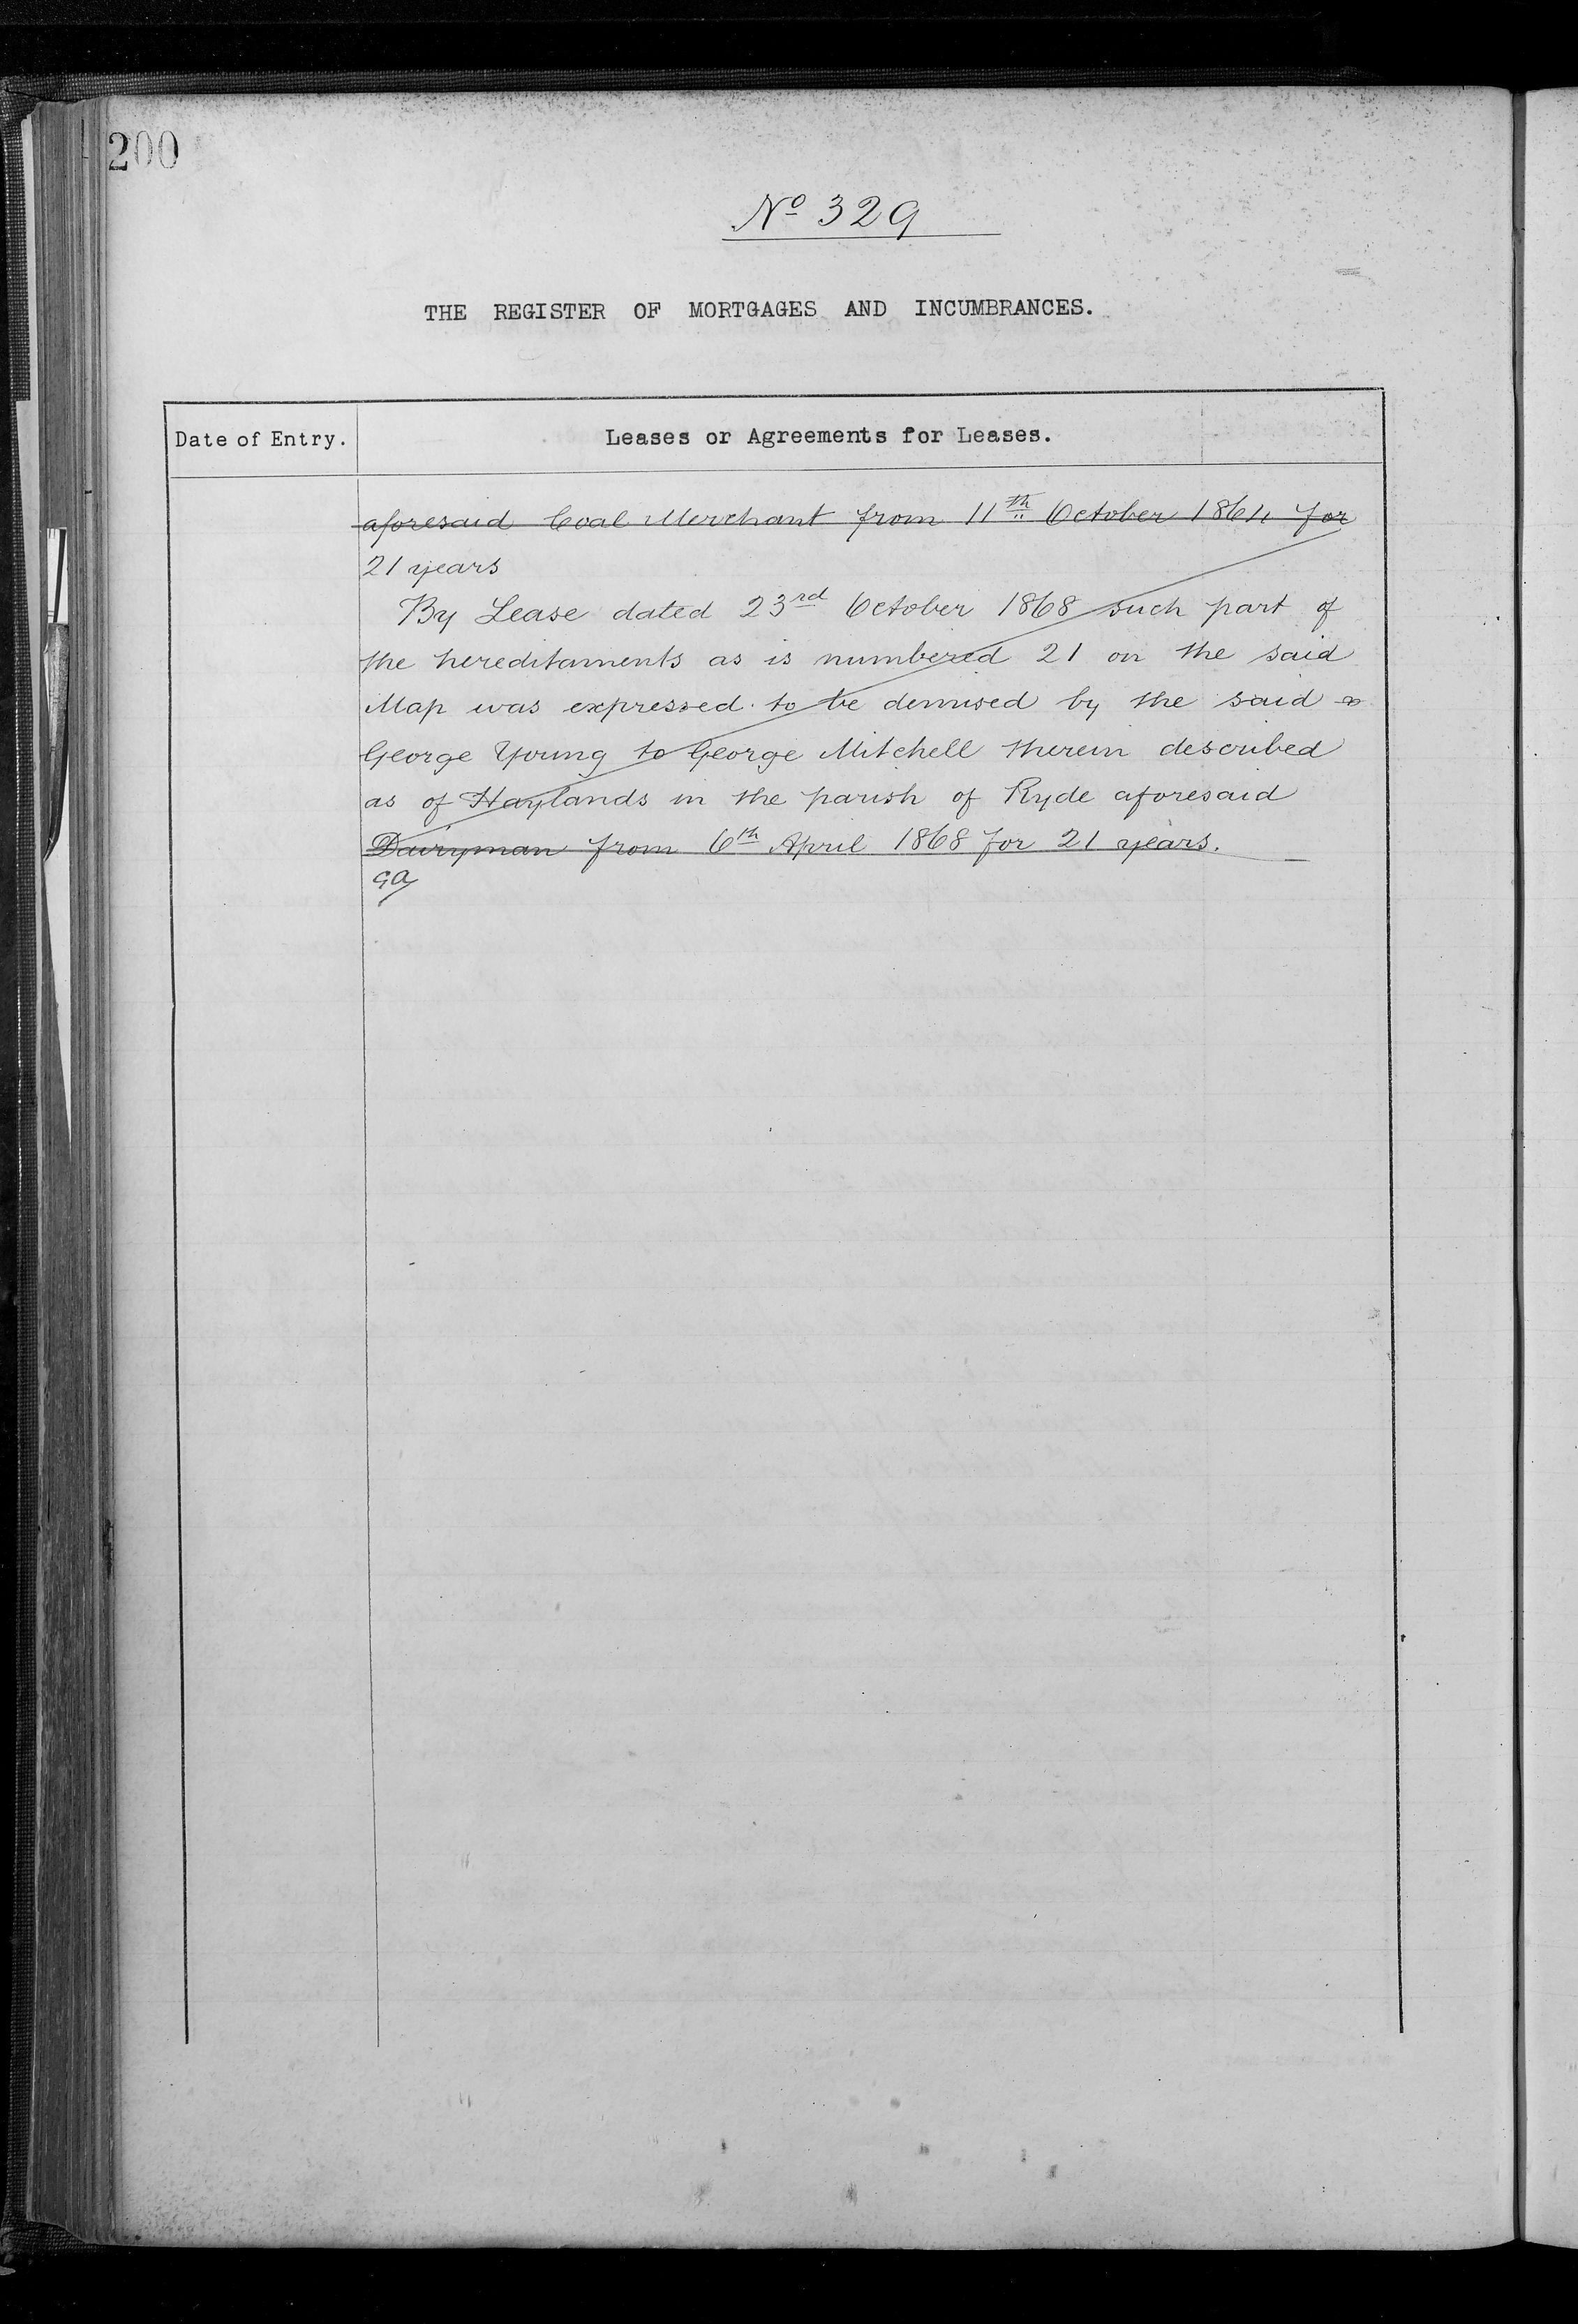 200
No 329
THE REGISTER OF MORTGAGES AND INCUMBRANCES.
Date of Entry.
Leases or Agreements for Leases.
aforesaid Coal Merchant from 11th October 1864 for
21 years
By Lease dated 23rd October 1868 such part of
the hereditaments as is numbered 21 on the said
Map was expressed to be demised by the said
George Young to George Mitchell therein described
as of Haylands in the parish of Ryde aforesaid
Dairyman from 6th April 1868 for 21 years.